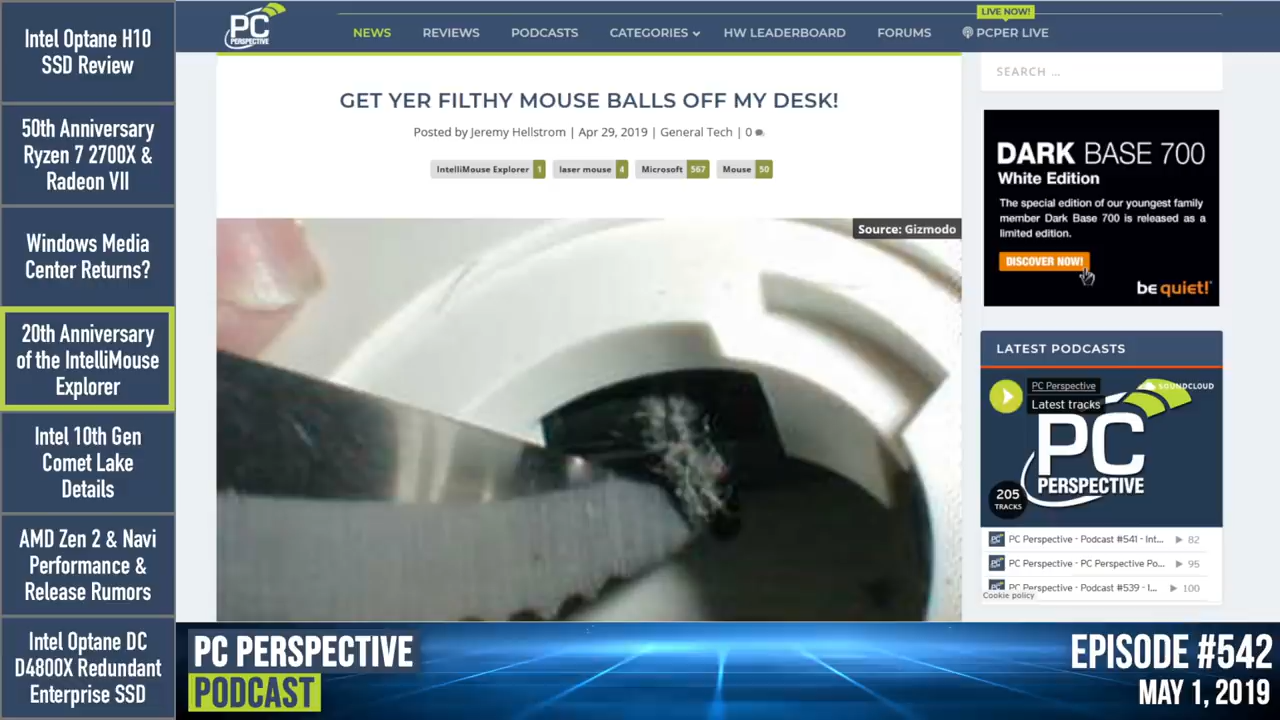 Intel Optane H10
SSD Review
50th Anniversary
Ryzen 7 2700X &
Radeon VII
Windows Media
Center Returns?
20th Anniversary
of the IntelliMouse
Explorer
Intel 10th Gen
Comet Lake
Details
AMD Zen 2 & Navi
Performance &
Release Rumors
Intel Optane DC
D4800X Redundant
Enterprise SSD
PC
PERSPECTIVE
NEWS
REVIEWS
PODCASTS
CATEGORIES
HW LEADERBOARD
FORUMS
LIVE NOW!
PCPER LIVE
GET YER FILTHY MOUSE BALLS OFF MY DESK!
Posted by Jeremy Hellstrom | Apr 29, 2019 | General Tech | 0
IntelliMouse Explorer 1
laser mouse 4
Microsoft 567
Mouse 50
Source: Gizmodo
SEARCH …
DARK BASE 700
White Edition
The special edition of our youngest family
member Dark Base 700 is released as a
limited edition.
DISCOVER NOW!
be quiet!®
LATEST PODCASTS
PC Perspective
Latest tracks
SOUNDCLOUD
PC
PERSPECTIVE
205
TRACKS
PC Perspective - Podcast #541 - Int... 82
PC Perspective - PC Perspective Po... 95
PC Perspective - Podcast #539 - I... 100
Cookie policy
PC PERSPECTIVE
PODCAST
EPISODE #542
MAY 1, 2019